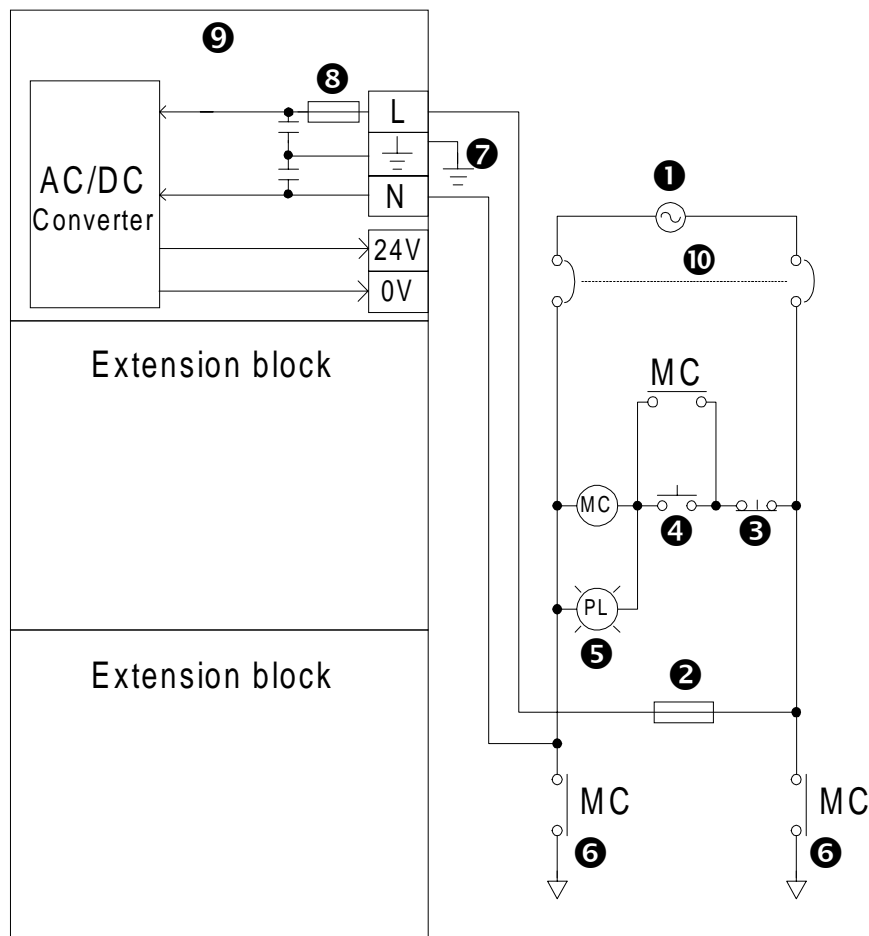 ❾
❽
L
AC/DC
Converter
❼
N
24V
0V
❶
❿
Extension block
MC
MC
❹
❸
PL
❺
Extension block
❷
MC
MC
❻
❻